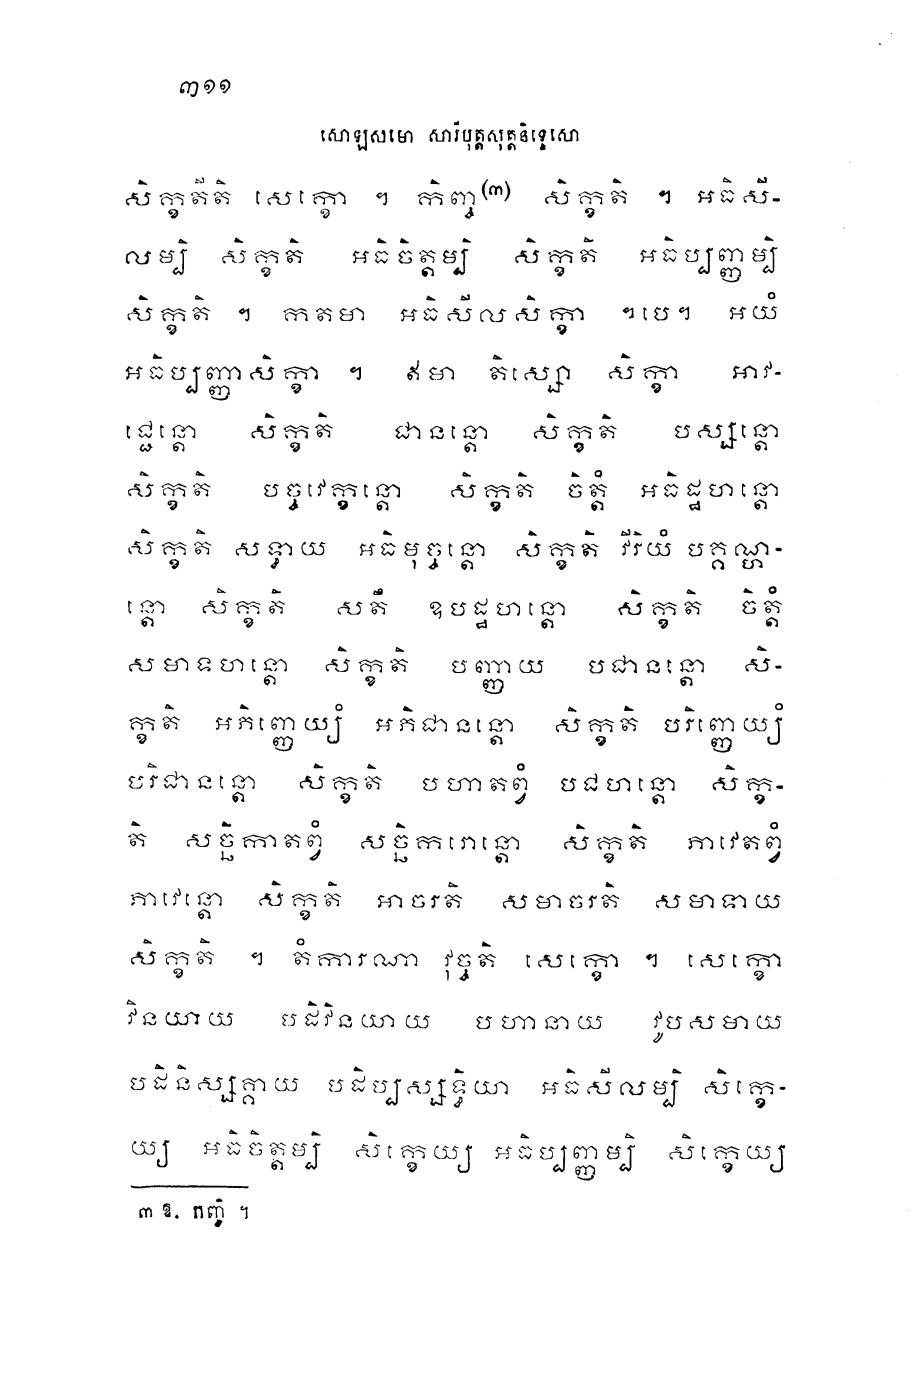 ៣១១
សោឡសមោ សារីបុត្តសុត្តនិទ្ទេសោ
សិក្ខតីតិ សេក្ខោ ។ កិញ្ច(៣) សិក្ខតិ ។ អធិសី-
លម្បិ សិក្ខតិ អធិចិត្តម្បិ សិក្ខតិ អធិប្បញ្ញម្បិ
សិក្ខតិ ។ កតមា អធិសីលសិក្ខា ។បេ។ អយំ
អធិប្បញ្ញាសិក្ខា ។ ឥមា តិស្សោ សិក្ខា អាវ-
ជ្ជេន្តោ សិក្ខតិ ជានន្តោ សិក្ខតិ បស្សន្តោ
សិក្ខតិ បច្ចវេក្ខន្តោ សិក្ខតិ ចិត្តំ អធិដ្ឋហន្តោ
សិក្ខតិ សទ្ធាយ អធិមុច្ចន្តោ សិក្ខតិ វីរិយំ បគ្គណ្ហ-
ន្តោ សិក្ខតិ សតឹ ឧបដ្ឋហន្តោ សិក្ខតិ ចិត្តំ
សមាទហន្តោ សិក្ខតិ បញ្ញាយ បជានន្តោ សិ-
ក្ខតិ អភិញ្ញេយ្យំ អភិជានន្តោ សិក្ខតិ បរិញ្ញេយ្យំ
បរិជានន្តោ សិក្ខតិ បហាតព្វំ បជហន្តោ សិក្ខ-
តិ សច្ឆិកាតព្វំ សច្ឆិករោន្តោ សិក្ខតិ ភាវេតព្វំ
ភាវេន្តោ សិក្ខតិ អាចរតិ សមាចរតិ សមាទាយ
សិក្ខតិ ។ តំការណា វុច្ចតិ សេក្ខោ ។ សេក្ខោ
វិនយាយ បដិវិនយាយ បហានាយ វូបសមាយ
បដិនិស្សគ្គាយ បដិប្បស្សទ្ធិយា អធិសីលម្បិ សិក្ខេ-
យ្យ អធិចិត្តម្បិ សិក្ខេយ្យ អធិប្បញ្ញម្បិ សិក្ខេយ្យ
៣ ឱ. កញ្ចិ ។